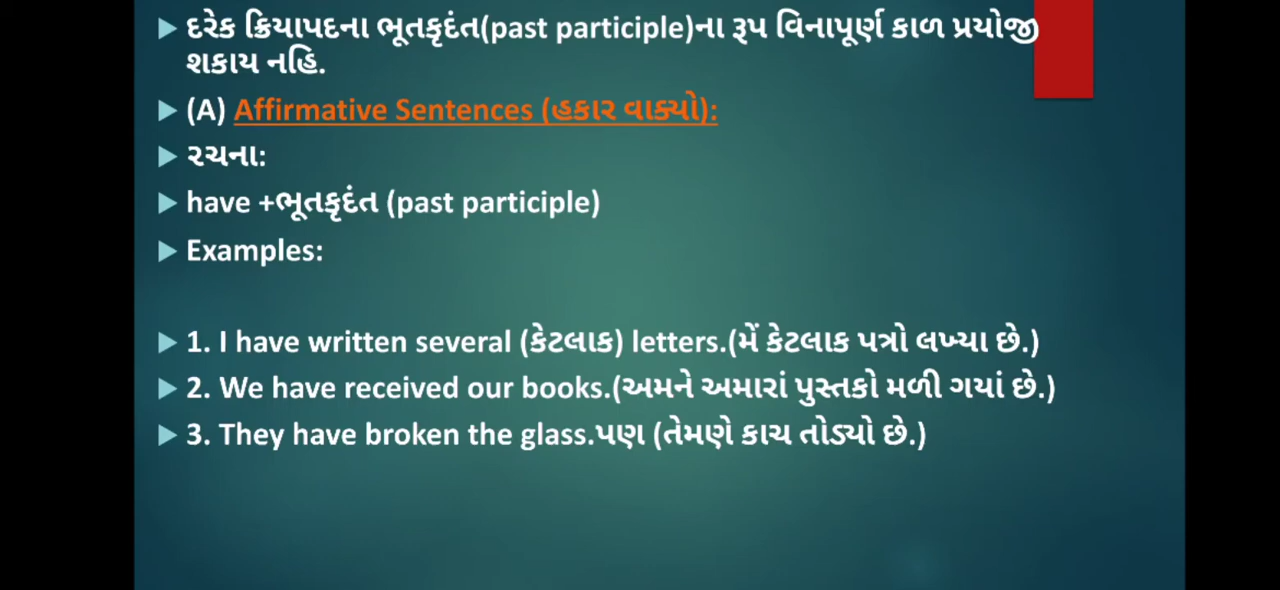 દરેક ક્રિયાપદના ભૂતકૃદંત(past participle)ના રૂપ વિનાપૂર્ણ કાળ પ્રયોજી
શકાય નહિ.
(A) Affirmative Sentences (હકાર વાક્યો):
રચના:
have +ભૂતકૃદંત (past participle)
Examples:
1. I have written several (કેટલાક) letters.(મેં કેટલાક પત્રો લખ્યા છે.)
2. We have received our books.(અમને અમારાં પુસ્તકો મળી ગયાં છે.)
3. They have broken the glass.પણ (તેમણે કાચ તોડ્યો છે.)